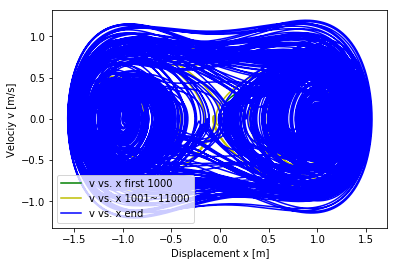 1.0
0.5
0.0
−0.5
−1.0
Velociy v [m/s]
v vs. x first 1000
v vs. x 1001~11000
v vs. x end
−1.5 −1.0 −0.5 0.0 0.5 1.0 1.5
Displacement x [m]